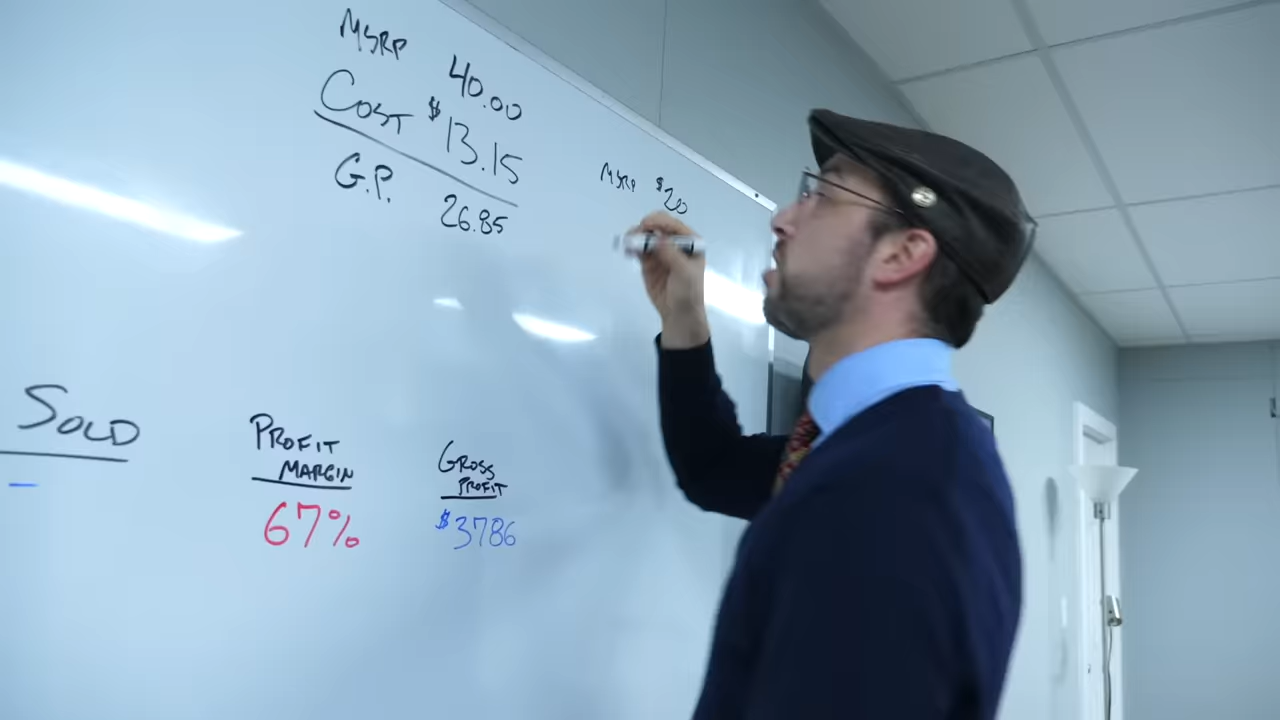 MSRP 40.00
COST $13.15
G.P. 26.85
MSRP $20
SOLD
PROFIT
MARGIN
67%
GROSS
PROFIT
$3786